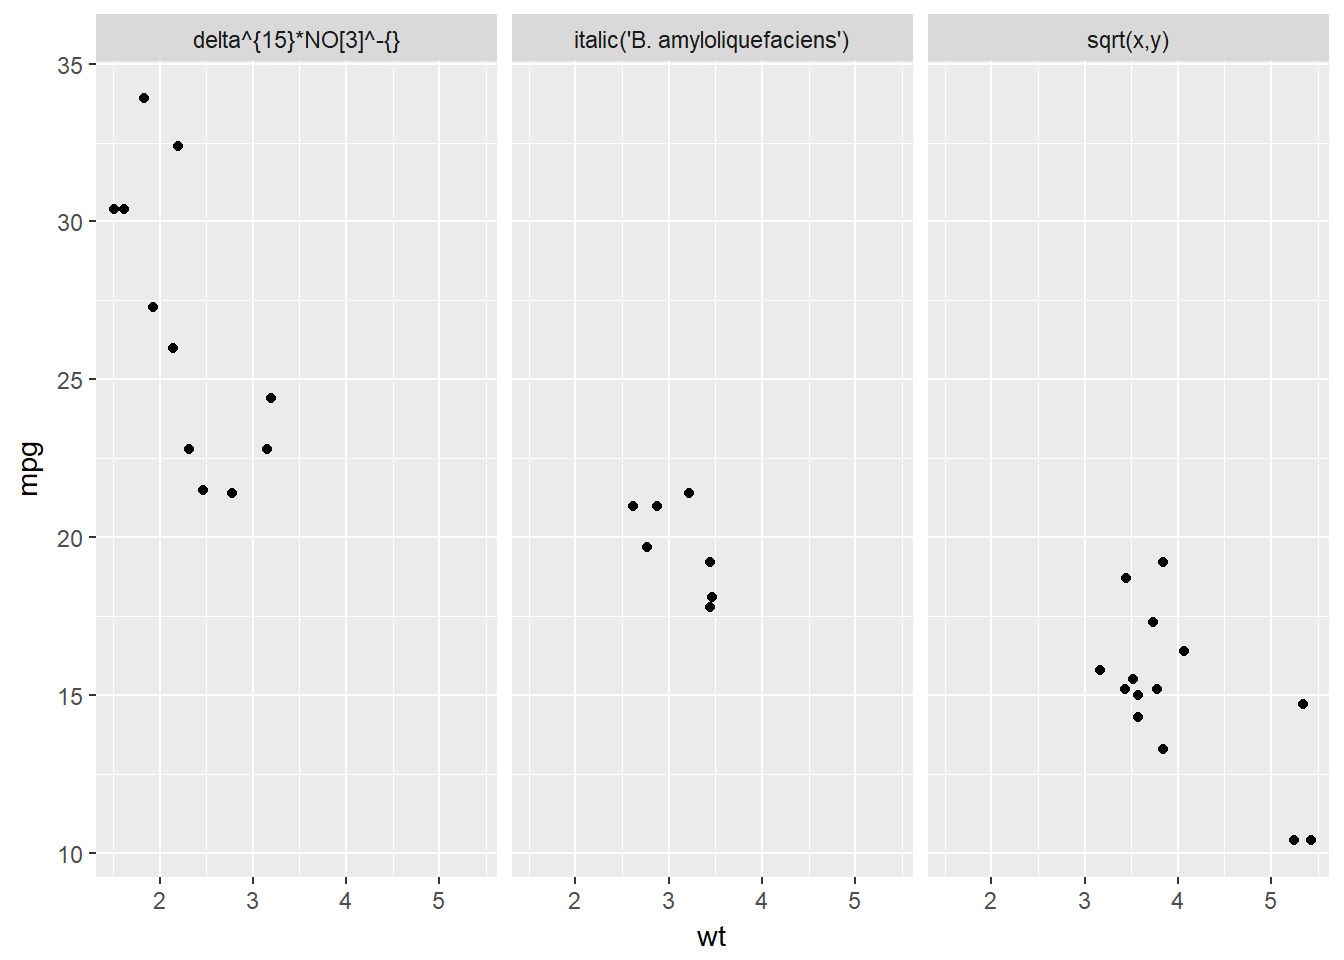 delta^{15}*NO[3]^-{}
italic('B. amyloliquefaciens')
sqrt(x,y)
35
30
25
20
15
10
mpg
2 3 4 5
2 3 4 5
2 3 4 5
wt